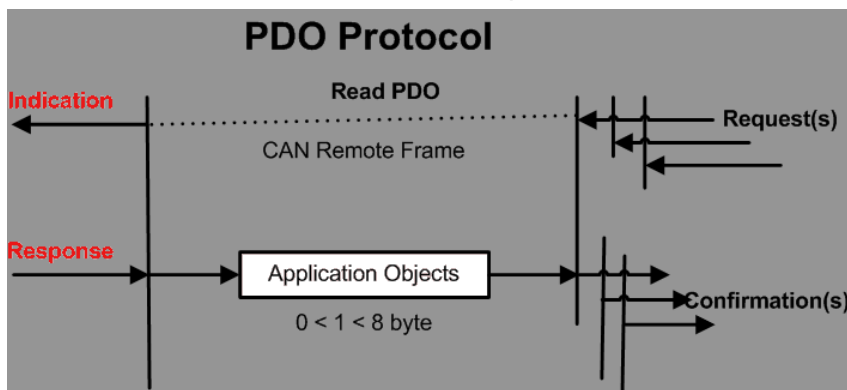 PDO Protocol
Indication
Read PDO
Request(s)
CAN Remote Frame
Response
Application Objects
0 < 1 < 8 byte
Confirmation(s)